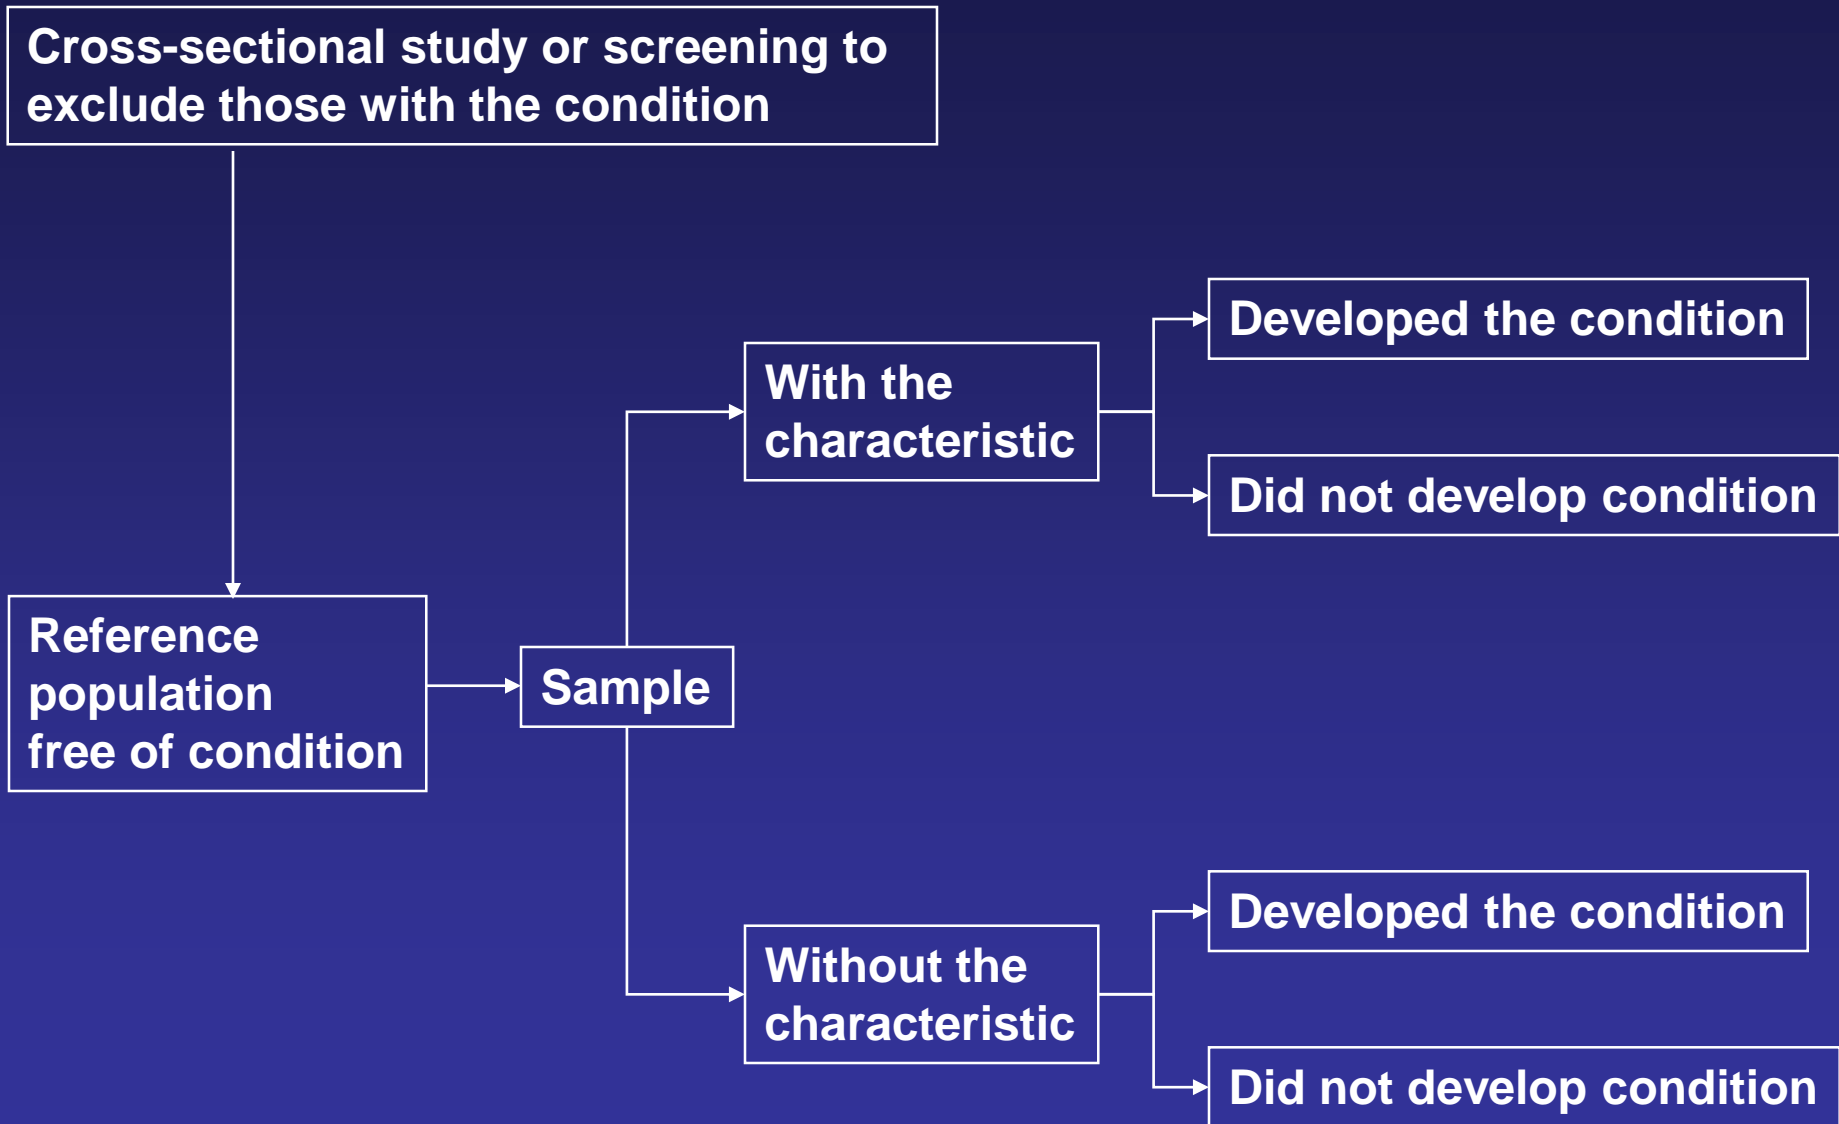 Cross-sectional study or screening to
exclude those with the condition
Developed the condition
With the
characteristic
Did not develop condition
Reference
population
free of condition
Sample
Developed the condition
Without the
characteristic
Did not develop condition